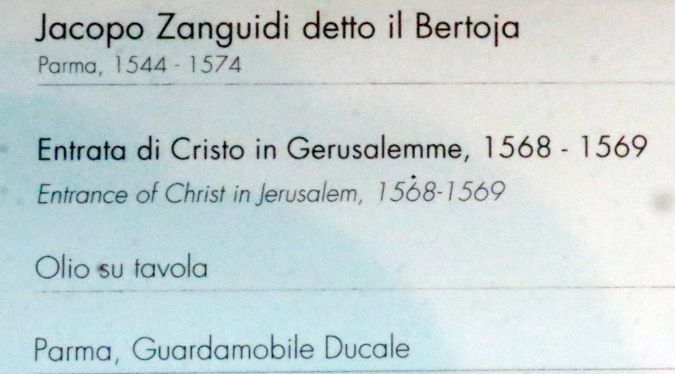 Jacopo Zanguidi detto il Bertoja
Parma, 1544 - 1574
Entrata di Cristo in Gerusalemme, 1568 - 1569
Entrance of Christ in Jerusalem, 1568-1569
Olio su tavola
Parma, Guardamobile Ducale